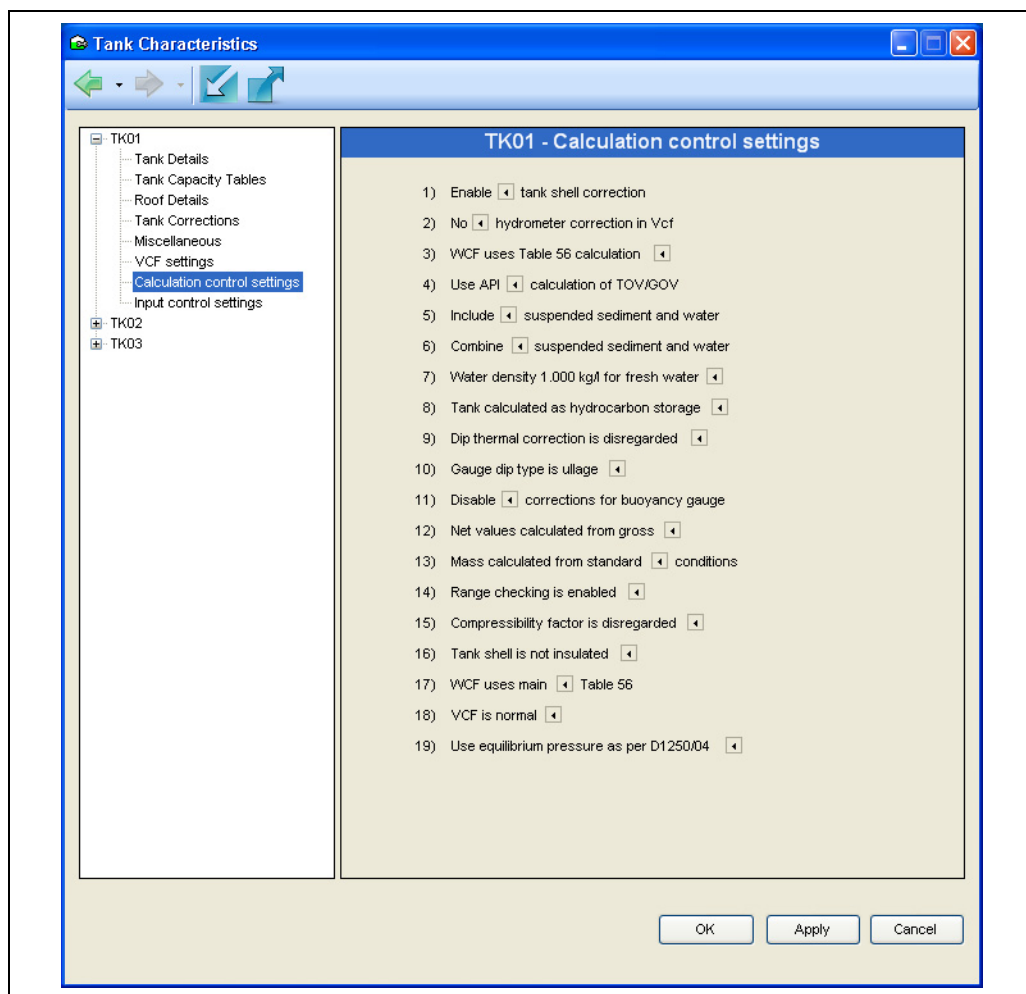 Tank Characteristics
TK01
Tank Details
Tank Capacity Tables
Roof Details
Tank Corrections
Miscellaneous
VCF settings
Calculation control settings
Input control settings
TK02
TK03
TK01 - Calculation control settings
1) Enable tank shell correction
2) No hydrometer correction in Vcf
3) WCF uses Table 56 calculation
4) Use API calculation of TOV/GOV
5) Include suspended sediment and water
6) Combine suspended sediment and water
7) Water density 1.000 kg/l for fresh water
8) Tank calculated as hydrocarbon storage
9) Dip thermal correction is disregarded
10) Gauge dip type is ullage
11) Disable corrections for buoyancy gauge
12) Net values calculated from gross
13) Mass calculated from standard conditions
14) Range checking is enabled
15) Compressibility factor is disregarded
16) Tank shell is not insulated
17) WCF uses main Table 56
18) VCF is normal
19) Use equilibrium pressure as per D1250/04
OK Apply Cancel